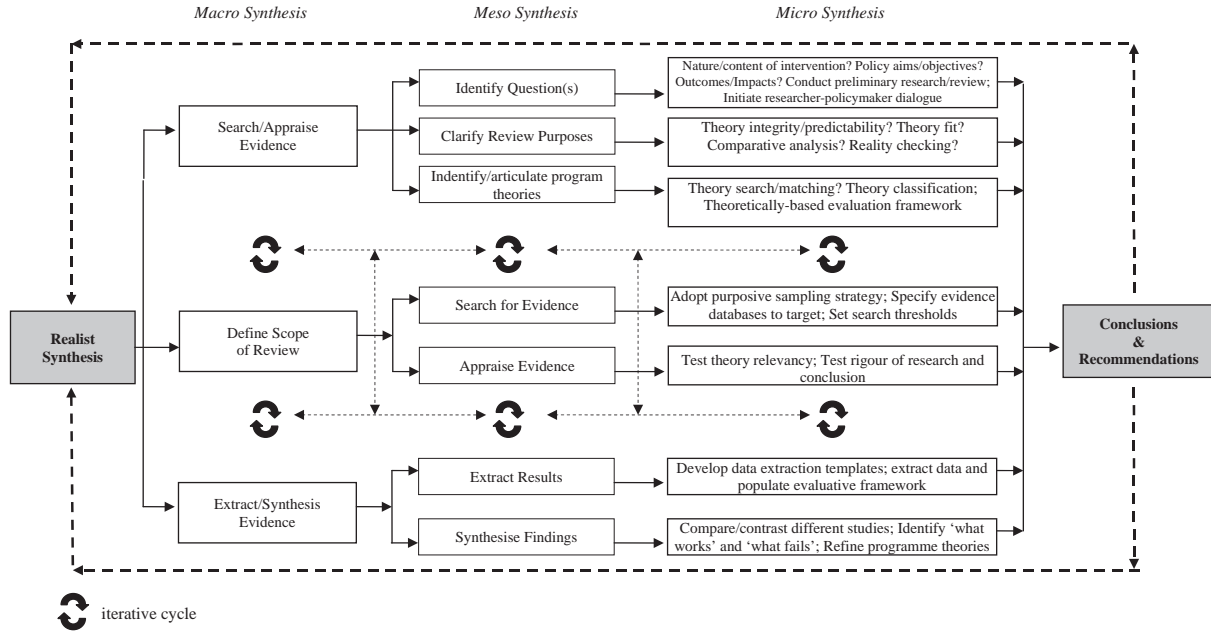 Macro Synthesis
Meso Synthesis
Micro Synthesis
Realist
Synthesis
Search/Appraise
Evidence
Identify Question(s)
Nature/content of intervention? Policy aims/objectives?
Outcomes/Impacts? Conduct preliminary research/review;
Initiate researcher-policymaker dialogue
Clarify Review Purposes
Theory integrity/predictability? Theory fit?
Comparative analysis? Reality checking?
Indentify/articulate program
theories
Theory search/matching? Theory classification;
Theoretically-based evaluation framework
Define Scope
of Review
Search for Evidence
Adopt purposive sampling strategy; Specify evidence
databases to target; Set search thresholds
Appraise Evidence
Test theory relevancy; Test rigour of research and
conclusion
Extract/Synthesis
Evidence
Extract Results
Develop data extraction templates; extract data and
populate evaluative framework
Synthesise Findings
Compare/contrast different studies; Identify ‘what
works’ and ‘what fails’; Refine programme theories
Conclusions
&
Recommendations
iterative cycle